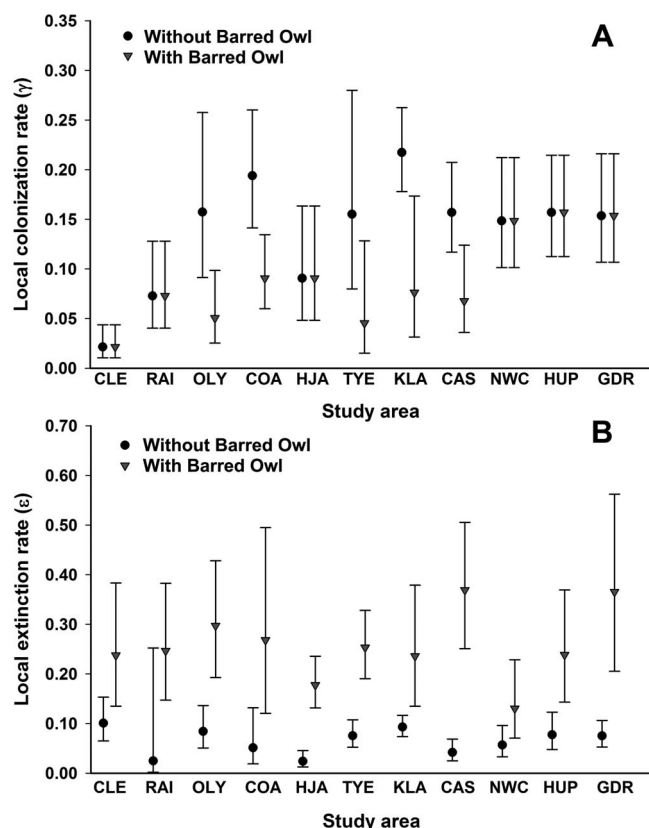 A
Without Barred Owl
With Barred Owl
Local colonization rate (γ)
0.35
0.30
0.25
0.20
0.15
0.10
0.05
0.00
CLE RAI OLY COA HJA TYE KLA CAS NWC HUP GDR
Study area
B
Without Barred Owl
With Barred Owl
Local extinction rate (ε)
0.70
0.60
0.50
0.40
0.30
0.20
0.10
0.00
CLE RAI OLY COA HJA TYE KLA CAS NWC HUP GDR
Study area